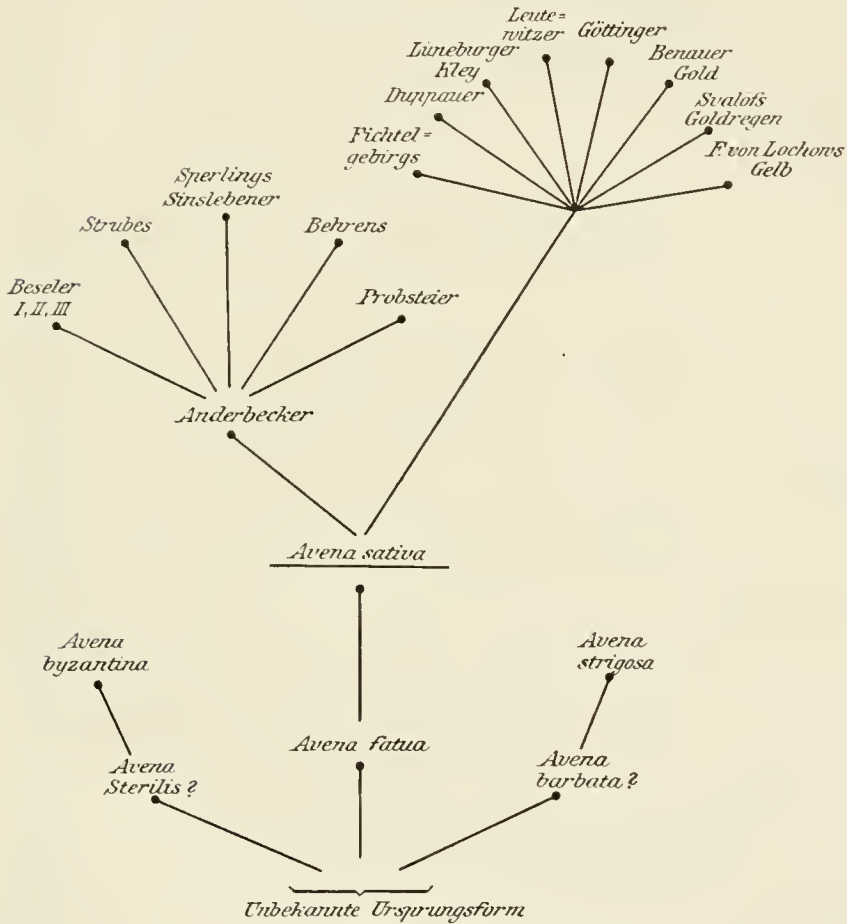 Leute=
witzer
Göttinger
Lüneburger
Kley
Benauer
Gold
Duppauer
Svalöfs
Goldregen
Fichtel=
gebirgs
F. von Lochows
Gelb
Sperlings
Sinslebener
Strubes
Behrens
Beseler
I, II, III
Probsteier
Anderbecker
Avena sativa
Avena
byzantina
Avena
strigosa
Avena fatua
Avena
Sterilis?
Avena
barbata?
Unbekannte Ursprungsform